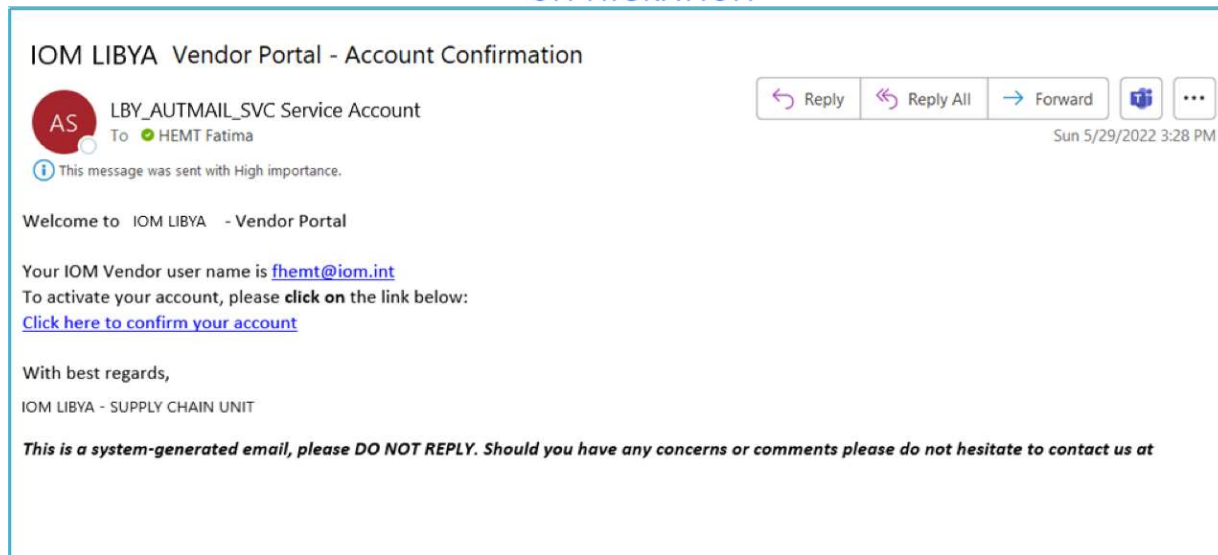 IOM LIBYA Vendor Portal - Account Confirmation
AS
LBY_AUTMAIL_SVC Service Account
To HEMT Fatima
Reply
Reply All
Forward
Sun 5/29/2022 3:28 PM
This message was sent with High importance.
Welcome to IOM LIBYA - Vendor Portal
Your IOM Vendor user name is fhemt@iom.int
To activate your account, please click on the link below:
Click here to confirm your account
With best regards,
IOM LIBYA - SUPPLY CHAIN UNIT
This is a system-generated email, please DO NOT REPLY. Should you have any concerns or comments please do not hesitate to contact us at